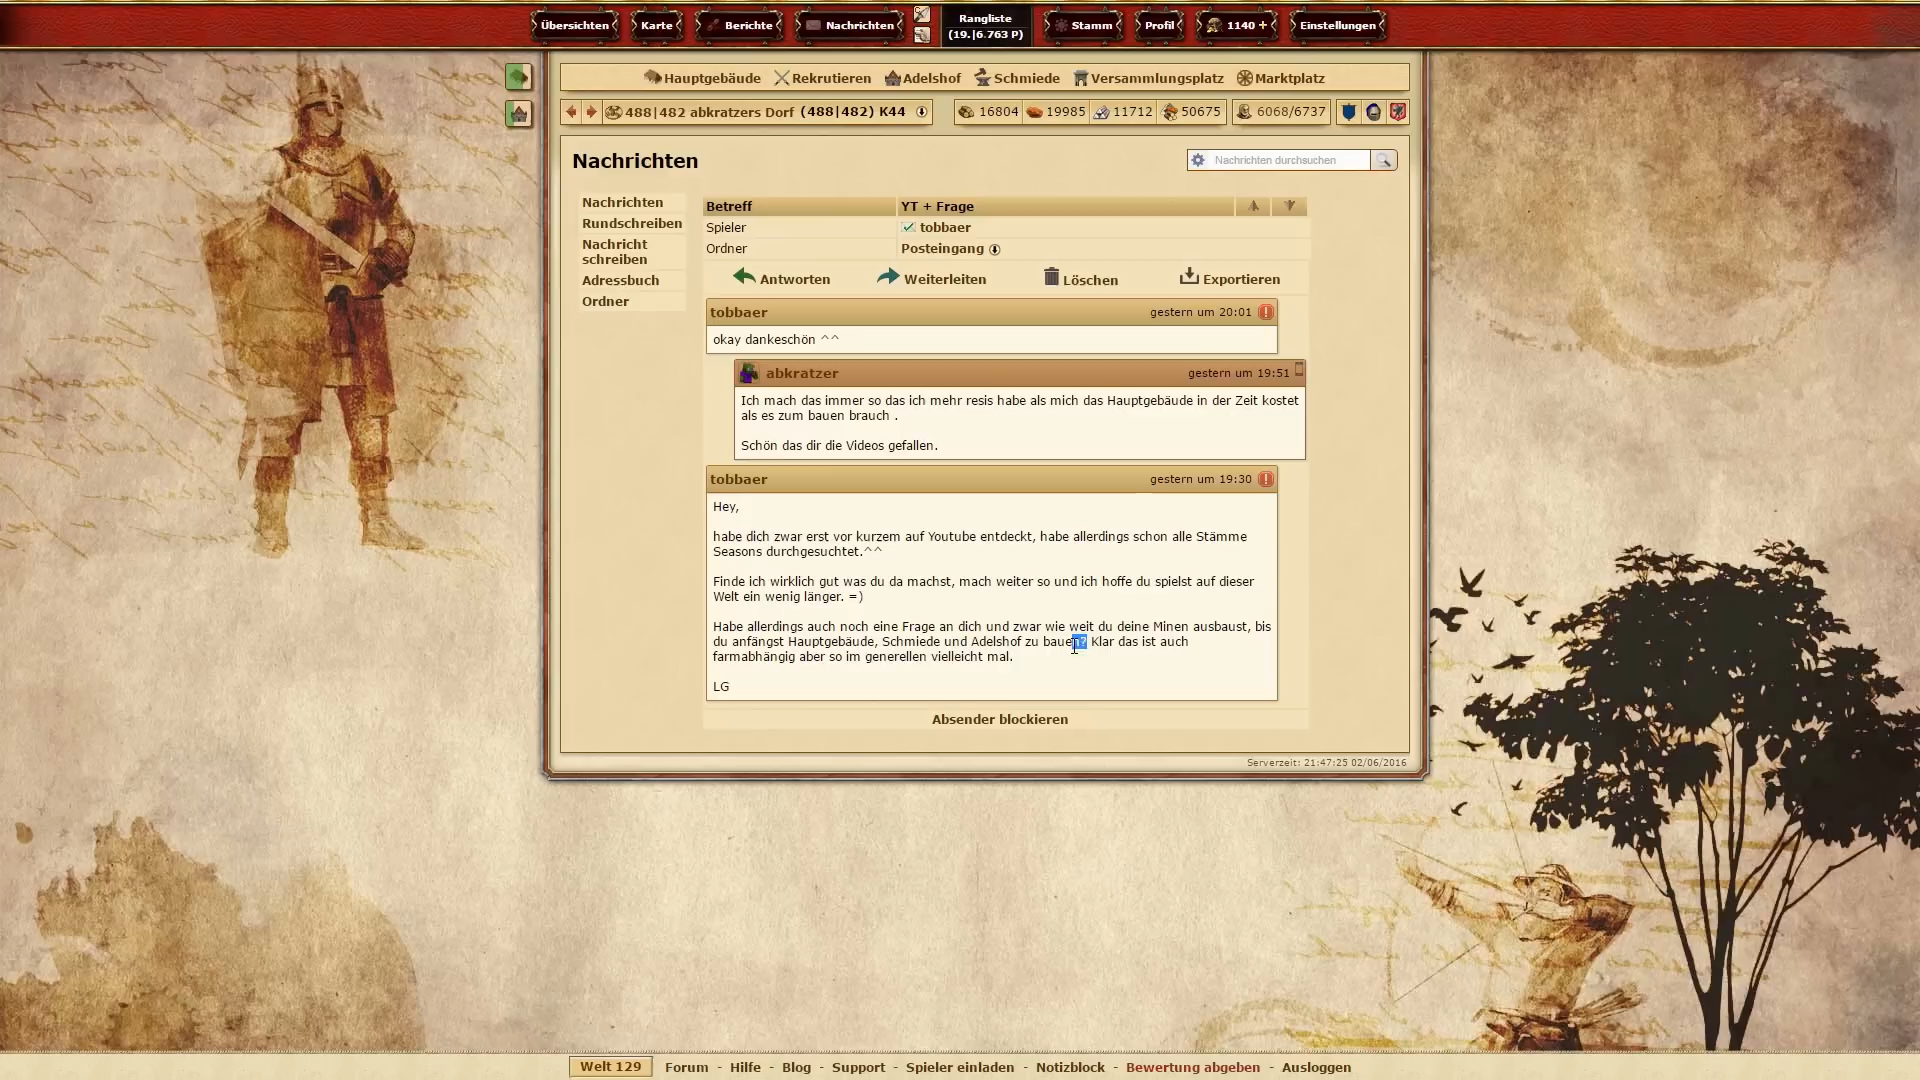 Übersichten
Karte
Berichte
Nachrichten
Rangliste
(19.|6.763 P)
Stamm
Profil
1140 +
Einstellungen
Hauptgebäude
Rekrutieren
Adelshof
Schmiede
Versammlungsplatz
Marktplatz
488|482 abkratzers Dorf (488|482) K44
16804
19985
11712
50675
6068/6737
Nachrichten
Nachrichten durchsuchen
Nachrichten
Rundschreiben
Nachricht
schreiben
Adressbuch
Ordner
Betreff YT + Frage
Spieler tobbaer
Ordner Posteingang
Antworten
Weiterleiten
Löschen
Exportieren
tobbaer gestern um 20:01
okay dankeschön ^^
abkratzer gestern um 19:51
Ich mach das immer so das ich mehr resis habe als mich das Hauptgebäude in der Zeit kostet
als es zum bauen brauch .
Schön das dir die Videos gefallen.
tobbaer gestern um 19:30
Hey,
habe dich zwar erst vor kurzem auf Youtube entdeckt, habe allerdings schon alle Stämme
Seasons durchgesuchtet.^^
Finde ich wirklich gut was du da machst, mach weiter so und ich hoffe du spielst auf dieser
Welt ein wenig länger. =)
Habe allerdings auch noch eine Frage an dich und zwar wie weit du deine Minen ausbaust, bis
du anfängst Hauptgebäude, Schmiede und Adelshof zu bauen? Klar das ist auch
farmabhängig aber so im generellen vielleicht mal.
LG
Absender blockieren
Serverzeit: 21:47:25 02/06/2016
Welt 129
Forum - Hilfe - Blog - Support - Spieler einladen - Notizblock - Bewertung abgeben - Ausloggen